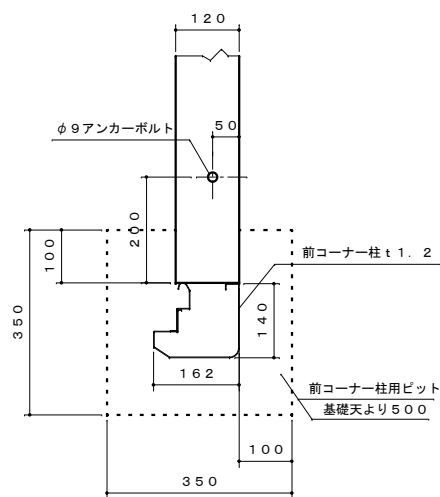 １２０
φ９アンカーボルト
５０
２００
１００
前コーナー柱ｔ１．２
３５０
１４０
１６２
前コーナー柱用ピット
基礎天より５００
１００
３５０